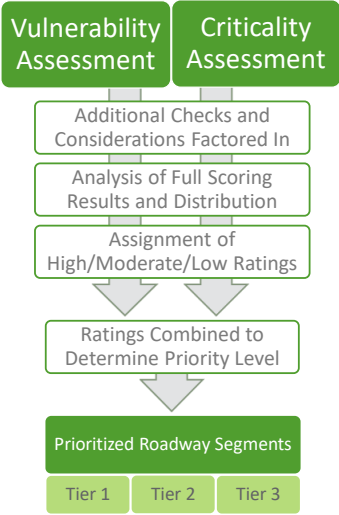 Vulnerability
Assessment
Criticality
Assessment
Additional Checks and
Considerations Factored In
Analysis of Full Scoring
Results and Distribution
Assignment of
High/Moderate/Low Ratings
Ratings Combined to
Determine Priority Level
Prioritized Roadway Segments
Tier 1
Tier 2
Tier 3